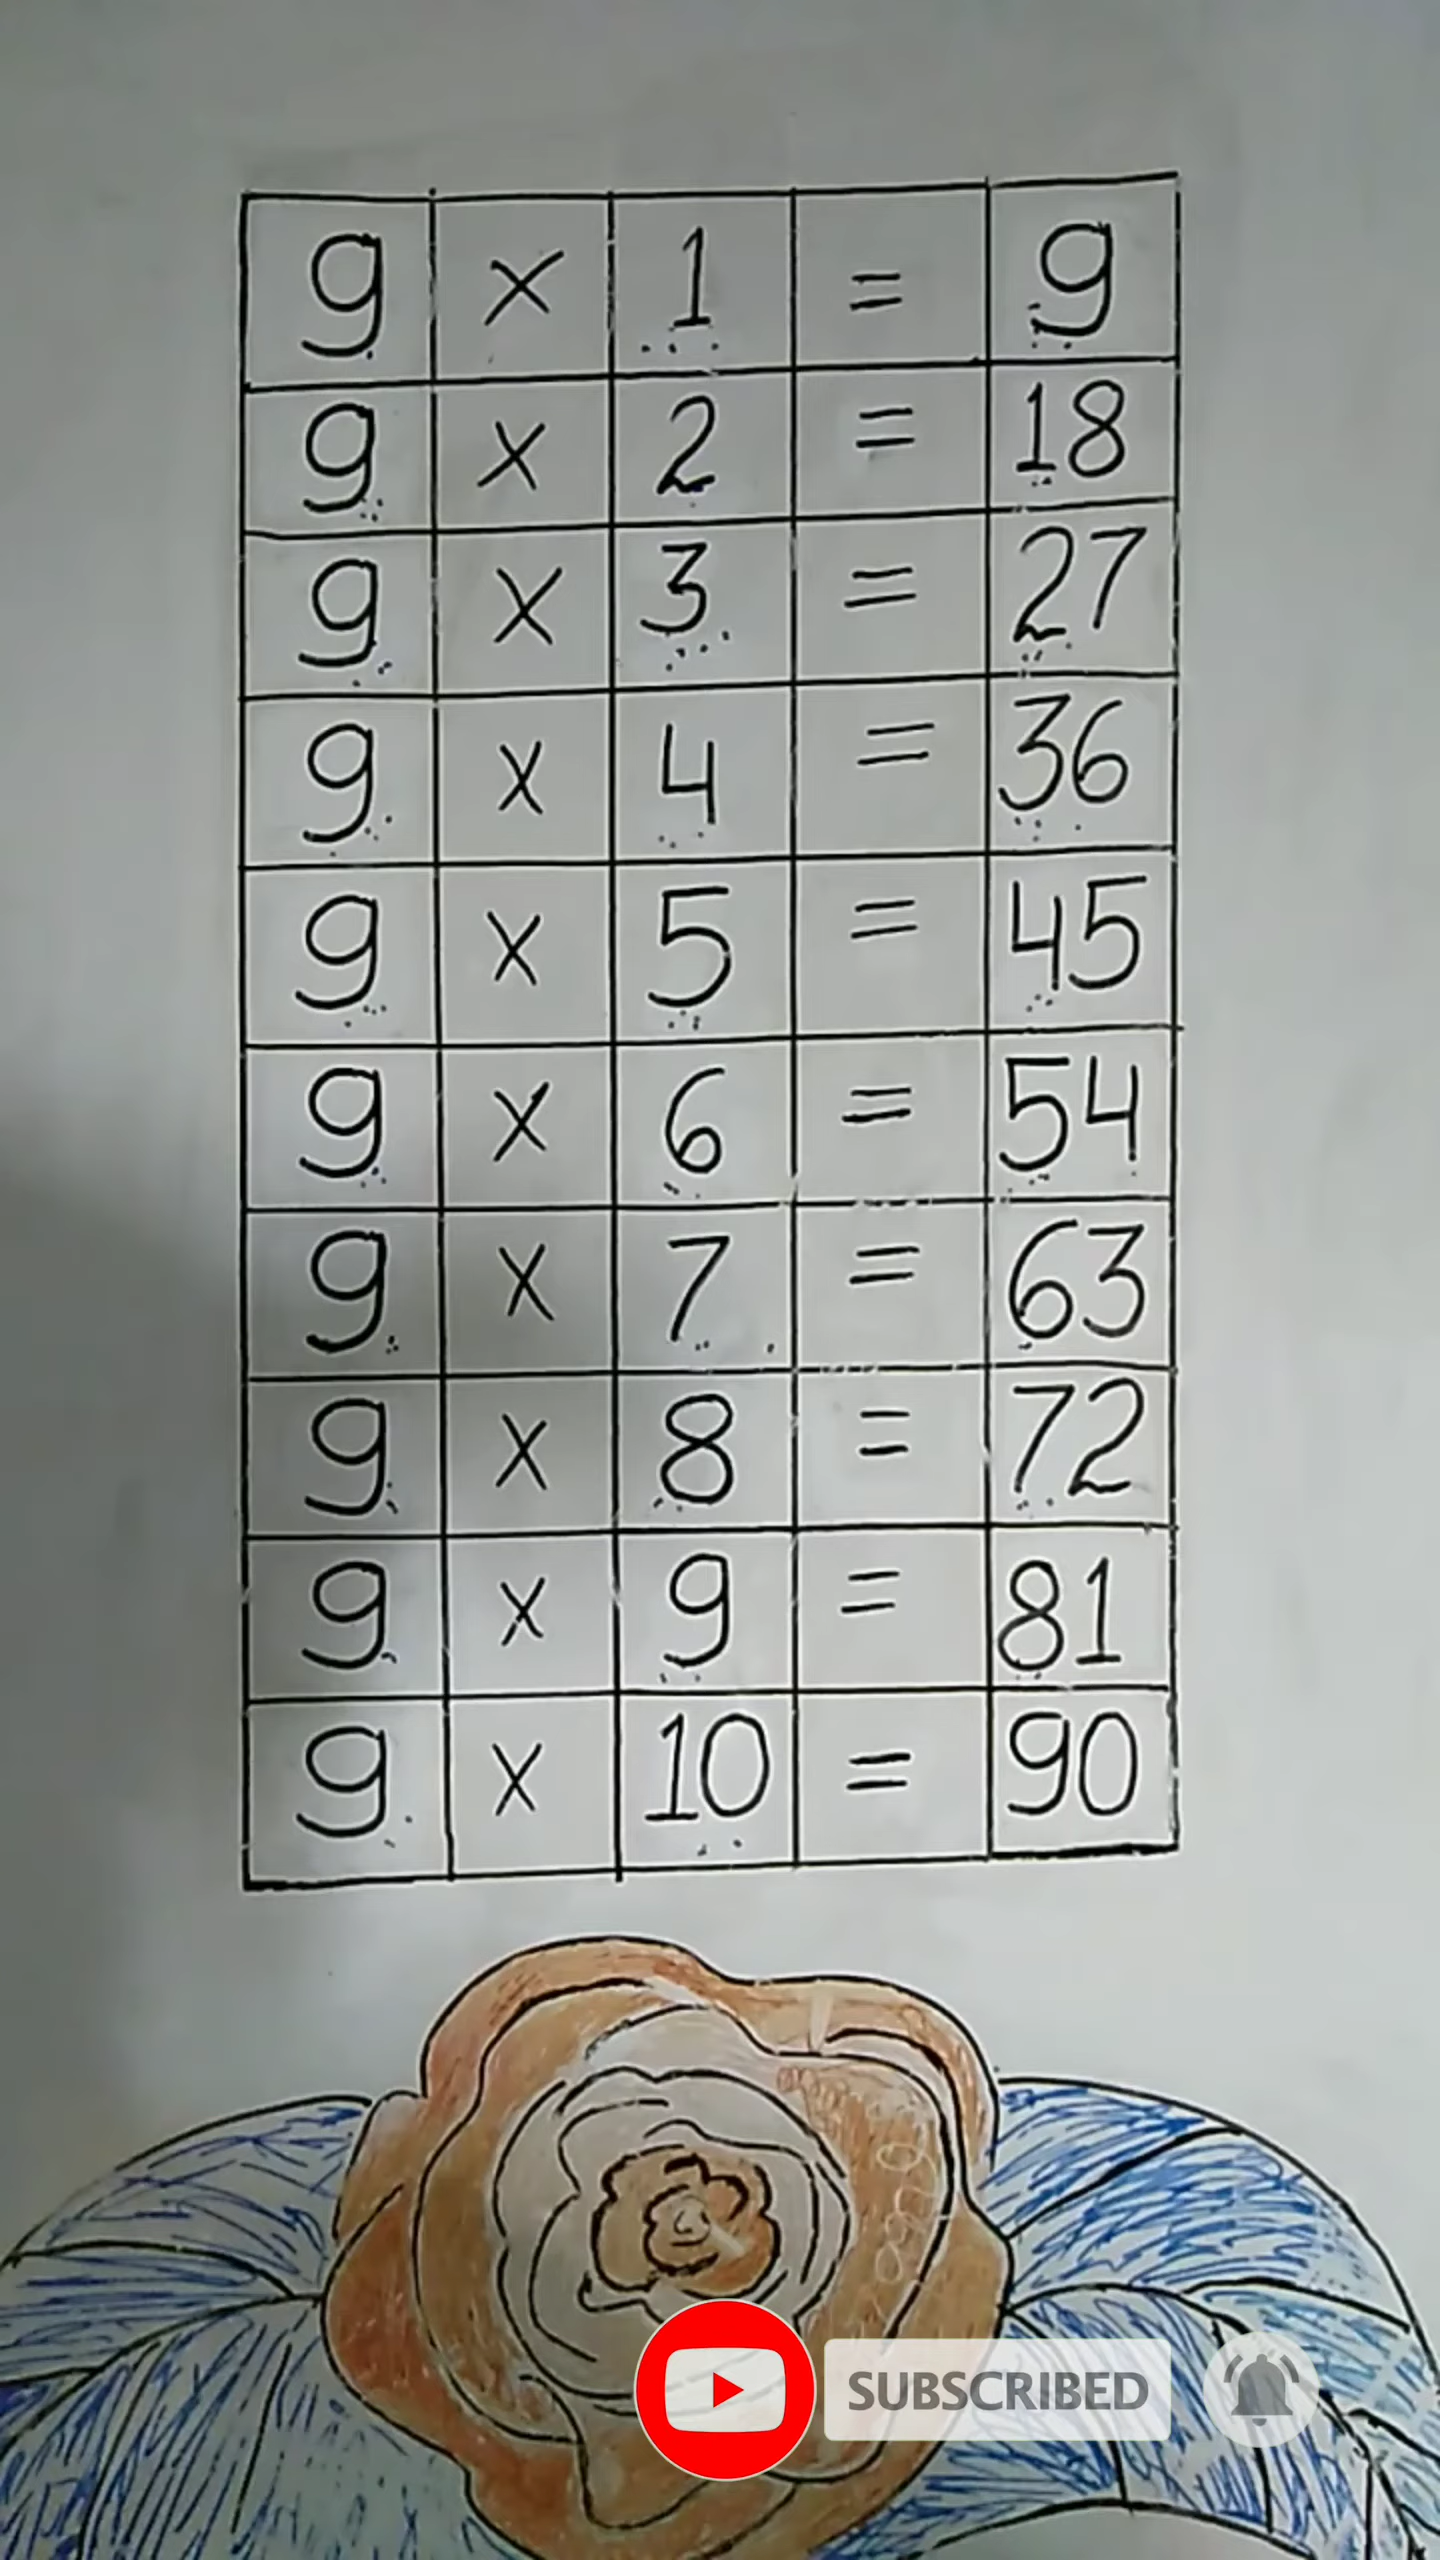 9 × 1 = 9
9 × 2 = 18
9 × 3 = 27
9 × 4 = 36
9 × 5 = 45
9 × 6 = 54
9 × 7 = 63
9 × 8 = 72
9 × 9 = 81
9 × 10 = 90
SUBSCRIBED